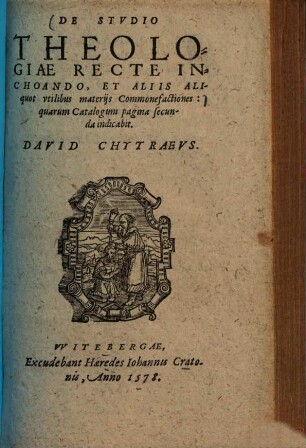 DE STVDIO
THEOLO-
GIAE RECTE IN-
CHOANDO, ET ALIIS ALI-
quot vtilibus materijs Commonefactiones:
quarum Catalogum pagina secun-
da indicabit.
DAVID CHYTRAEVS.
VVITEBERGAE,
Excudebant Hæredes Iohannis Crato-
nis, Anno 1578.